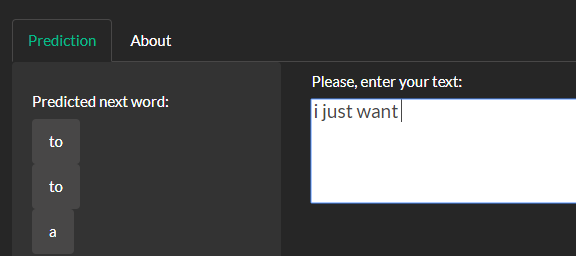 Prediction About
Please, enter your text:
Predicted next word:
i just want
to
to
a